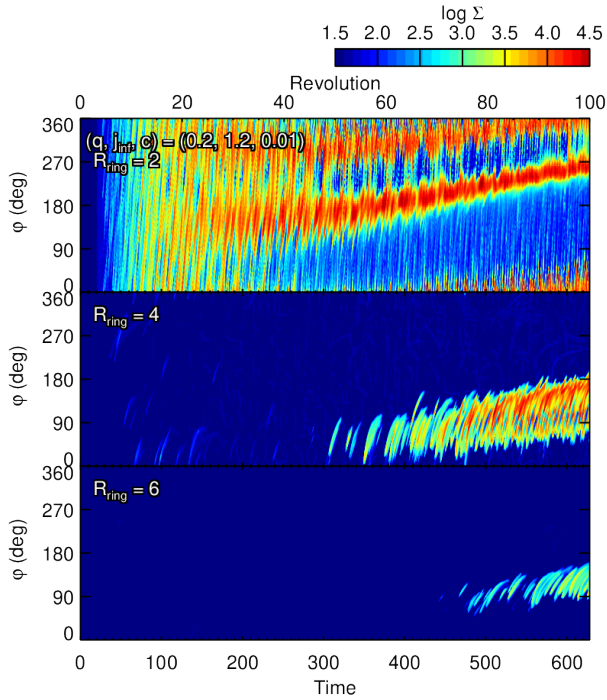 log Σ
1.5 2.0 2.5 3.0 3.5 4.0 4.5
Revolution
0 20 40 60 80 100
360
(q, j_inf, c) = (0.2, 1.2, 0.01)
R_ring = 2
270
φ (deg)
180
90
0
360
R_ring = 4
270
φ (deg)
180
90
0
360
R_ring = 6
270
φ (deg)
180
90
0
0 100 200 300 400 500 600
Time